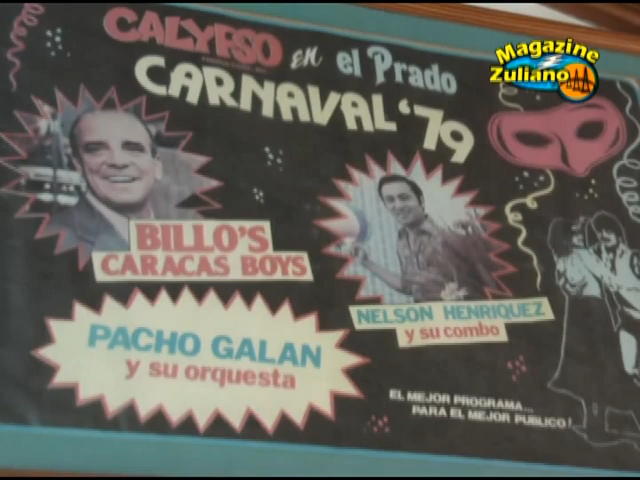 CALYPSO en el Prado
CARNAVAL '79
Magazine
Zuliano
BILLO'S
CARACAS BOYS
NELSON HENRIQUEZ
y su combo
PACHO GALAN
y su orquesta
EL MEJOR PROGRAMA...
PARA EL MEJOR PUBLICO!